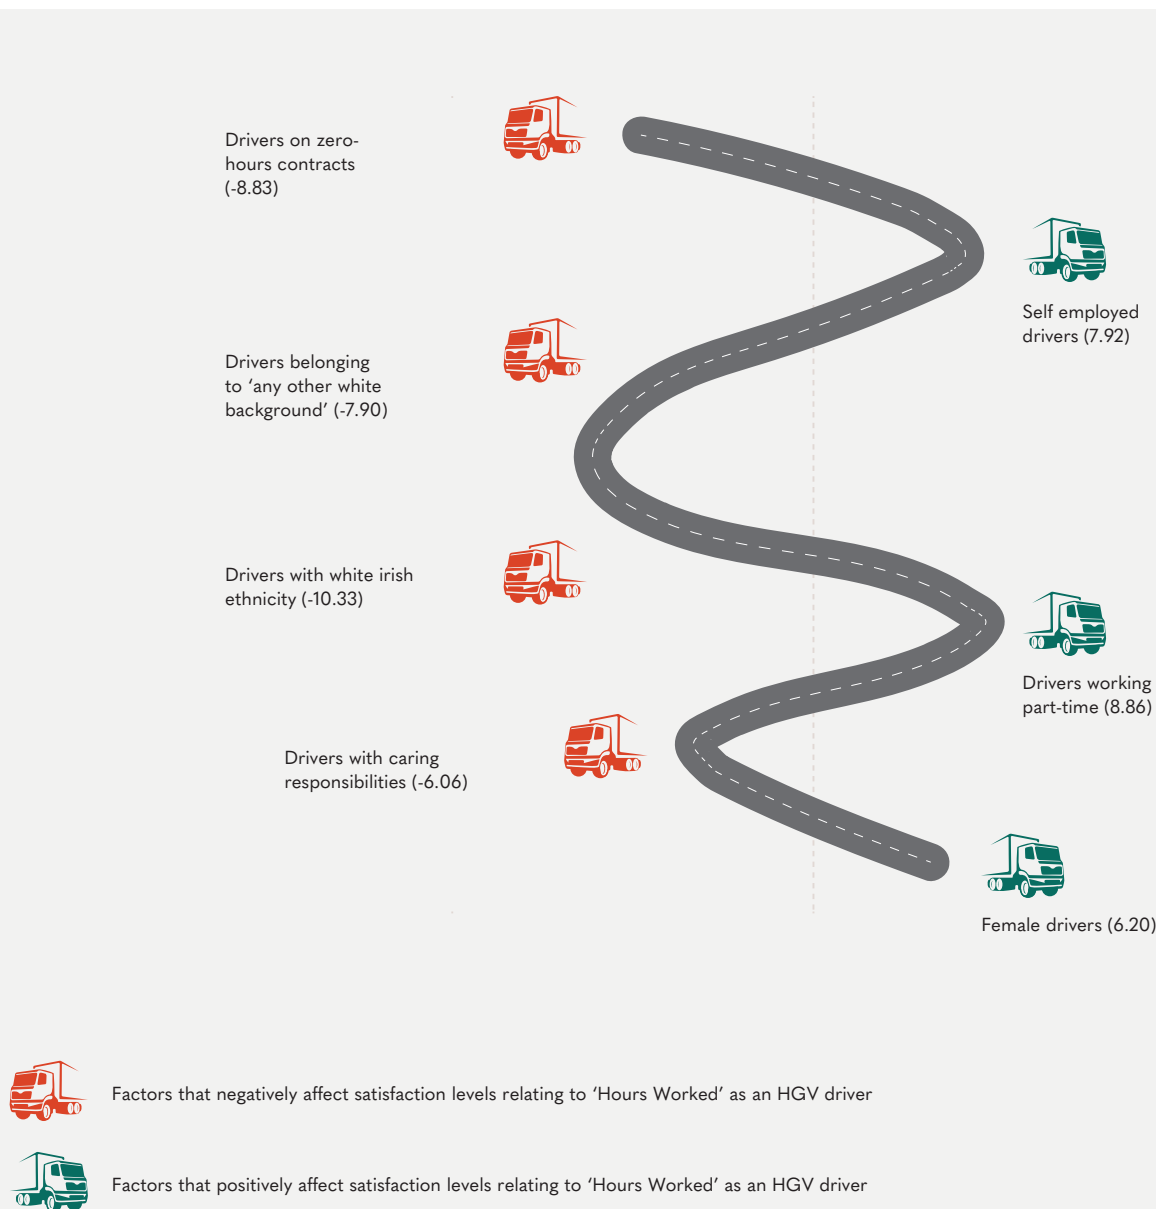 Drivers on zero-
hours contracts
(-8.83)
Self employed
drivers (7.92)
Drivers belonging
to ‘any other white
background’ (-7.90)
Drivers with white irish
ethnicity (-10.33)
Drivers working
part-time (8.86)
Drivers with caring
responsibilities (-6.06)
Female drivers (6.20)
Factors that negatively affect satisfaction levels relating to ‘Hours Worked’ as an HGV driver
Factors that positively affect satisfaction levels relating to ‘Hours Worked’ as an HGV driver